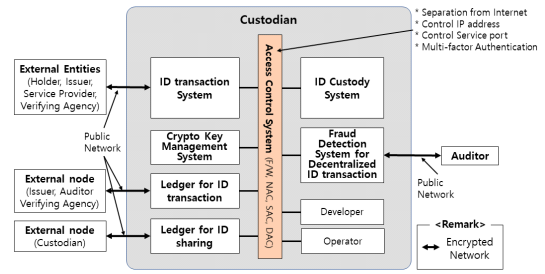 Custodian
* Separation from Internet
* Control IP address
* Control Service port
* Multi-factor Authentication
External Entities
(Holder, Issuer,
Service Provider,
Verifying Agency)
Public
Network
External node
(Issuer, Auditor
Verifying Agency)
External node
(Custodian)
ID transaction
System
Crypto Key
Management
System
Ledger for ID
transaction
Ledger for ID
sharing
Access Control System (F/W, NAC, SAC, DAC)
ID Custody
System
Fraud
Detection
System for
Decentralized
ID transaction
Developer
Operator
Auditor
Public
Network
<Remark>
Encrypted
Network